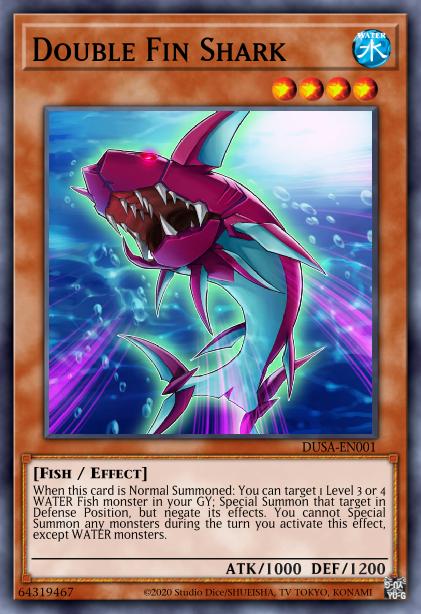 DOUBLE FIN SHARK
WATER
水
DUSA-EN001
[FISH / EFFECT]
When this card is Normal Summoned: You can target 1 Level 3 or 4
WATER Fish monster in your GY; Special Summon that target in
Defense Position, but negate its effects. You cannot Special
Summon any monsters during the turn you activate this effect,
except WATER monsters.
ATK/1000 DEF/1200
64319467
©2020 Studio Dice/SHUEISHA, TV TOKYO, KONAMI